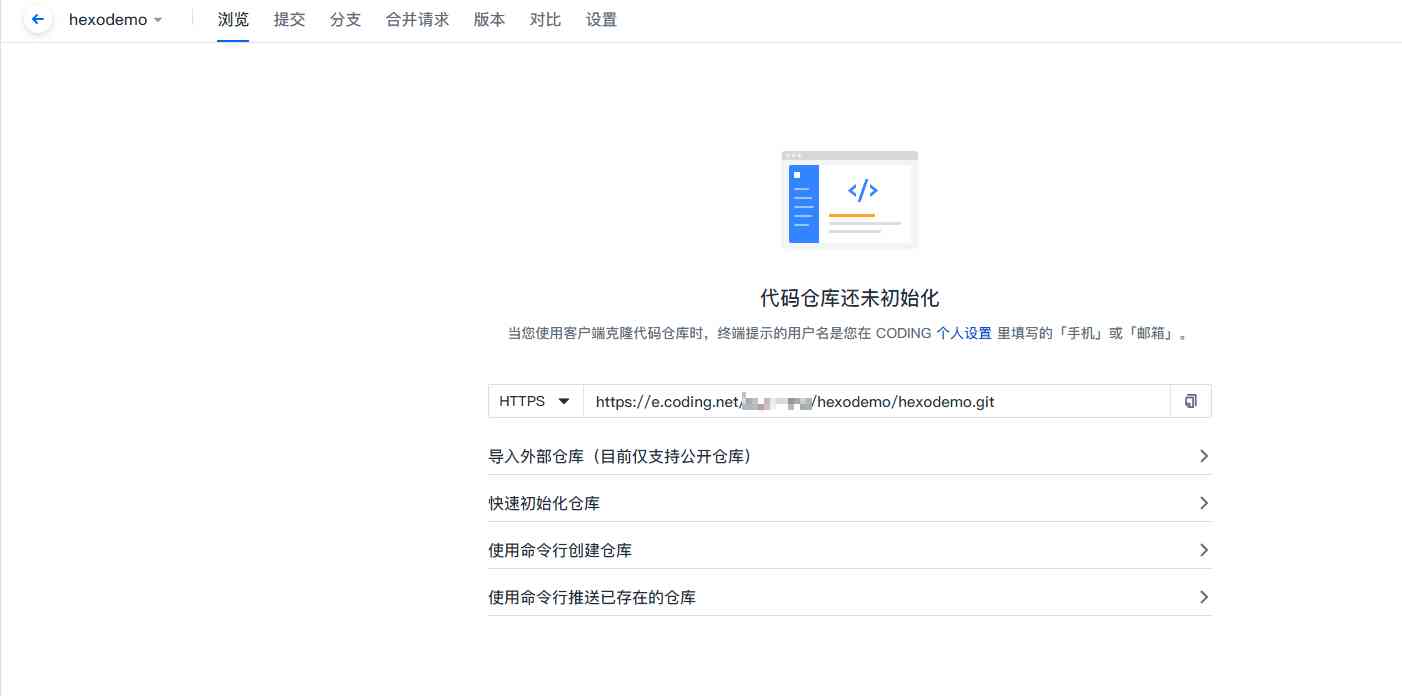 hexodemo 浏览 提交 分支 合并请求 版本 对比 设置
</>
代码仓库还未初始化
当您使用客户端克隆代码仓库时，终端提示的用户名是您在 CODING 个人设置 里填写的「手机」或「邮箱」。
HTTPS https://e.coding.net/ /hexodemo/hexodemo.git
导入外部仓库（目前仅支持公开仓库）
快速初始化仓库
使用命令行创建仓库
使用命令行推送已存在的仓库